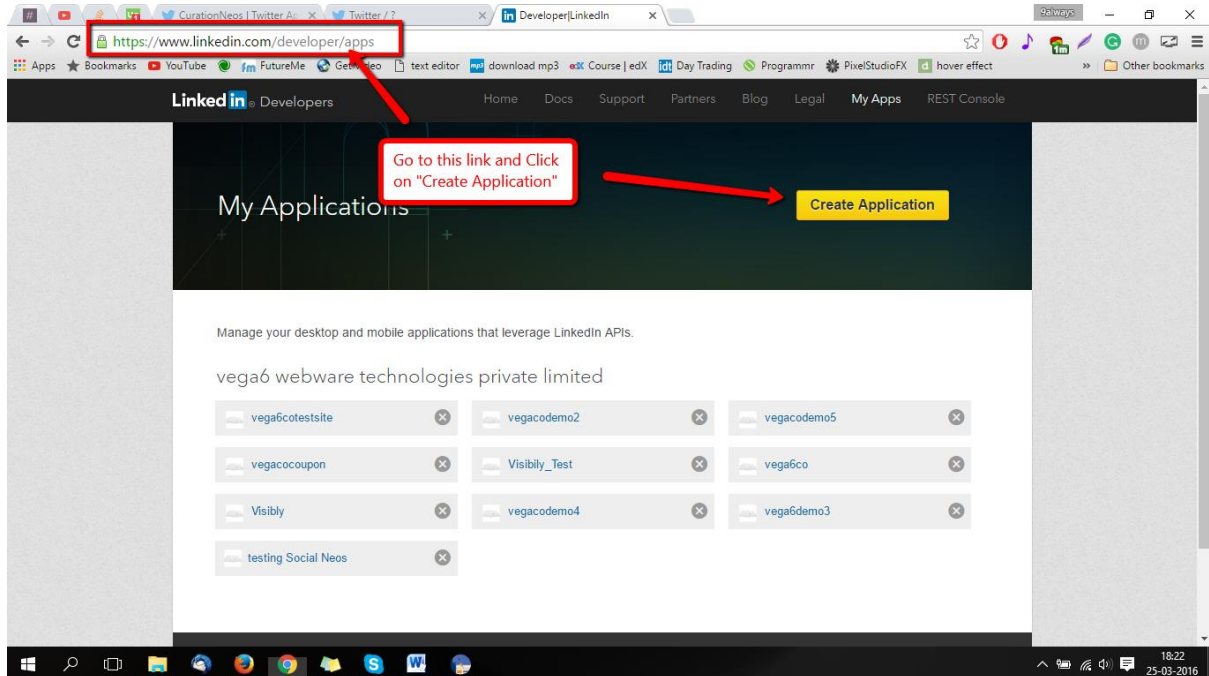 CurationNeos | Twitter Ap
Twitter / ?
Developer|LinkedIn
https://www.linkedin.com/developer/apps
1m
Apps Bookmarks YouTube FutureMe text editor download mp3 Course | edX Day Trading Programmr PixelStudioFX hover effect » Other bookmarks
Linked in Developers
Home Docs Support Partners Blog Legal My Apps REST Console
Go to this link and Click
on "Create Application"
My Applications
Create Application
Manage your desktop and mobile applications that leverage LinkedIn APIs.
vega6 webware technologies private limited
vega6cotestsite vegacodemo2 vegacodemo5
vegacocoupon Visibily_Test vega6co
Visibly vegacodemo4 vega6demo3
testing Social Neos
18:22
25-03-2016